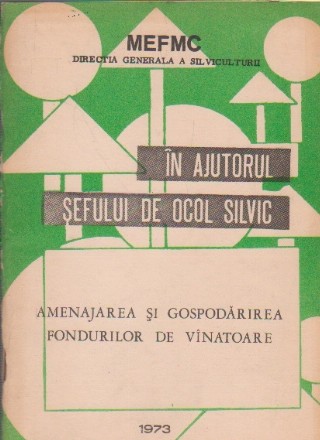 MEFMC
DIRECTIA GENERALA A SILVICULTURII
ÎN AJUTORUL
ŞEFULUI DE OCOL SILVIC
AMENAJAREA ŞI GOSPODĂRIREA
FONDURILOR DE VÎNATOARE
1973